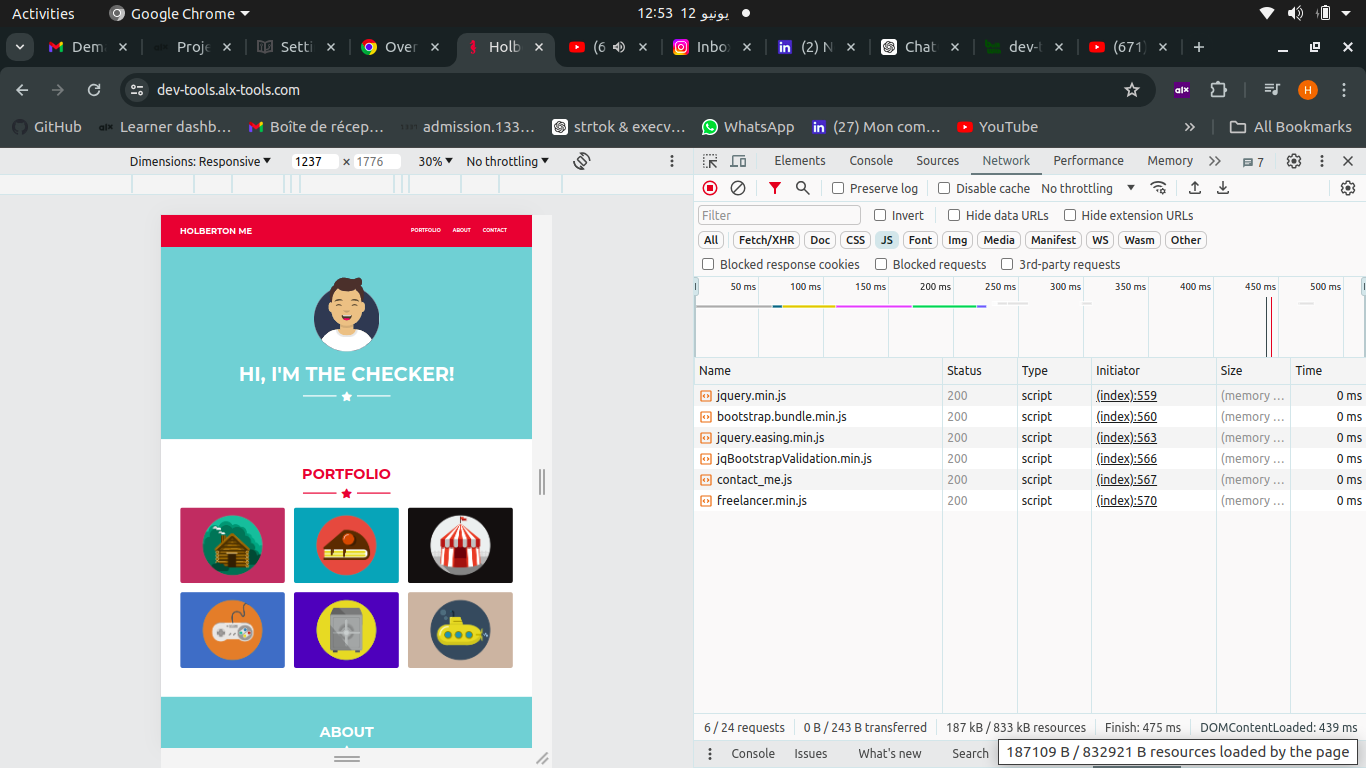 Activities
Google Chrome
12:53 12 يونيو
Dem
Proje
Setti
Over
Holb
(6
Inbo
(2) N
Chat
dev-t
(671)
dev-tools.alx-tools.com
alx
H
GitHub
Learner dashb...
Boîte de récep...
admission.133...
strtok & execv...
WhatsApp
(27) Mon com...
YouTube
All Bookmarks
Dimensions: Responsive
1237 × 1776
30%
No throttling
Elements
Console
Sources
Network
Performance
Memory
7
Preserve log
Disable cache
No throttling
Filter
Invert
Hide data URLs
Hide extension URLs
All
Fetch/XHR
Doc
CSS
JS
Font
Img
Media
Manifest
WS
Wasm
Other
Blocked response cookies
Blocked requests
3rd-party requests
50 ms
100 ms
150 ms
200 ms
250 ms
300 ms
350 ms
400 ms
450 ms
500 ms
Name Status Type Initiator Size Time
jquery.min.js 200 script (index):559 (memory ... 0 ms
bootstrap.bundle.min.js 200 script (index):560 (memory ... 0 ms
jquery.easing.min.js 200 script (index):563 (memory ... 0 ms
jqBootstrapValidation.min.js 200 script (index):566 (memory ... 0 ms
contact_me.js 200 script (index):567 (memory ... 0 ms
freelancer.min.js 200 script (index):570 (memory ... 0 ms
6 / 24 requests
0 B / 243 B transferred
187 kB / 833 kB resources
Finish: 475 ms
DOMContentLoaded: 439 ms
Console
Issues
What's new
Search
187109 B / 832921 B resources loaded by the page
HOLBERTON ME
PORTFOLIO
ABOUT
CONTACT
HI, I'M THE CHECKER!
PORTFOLIO
ABOUT